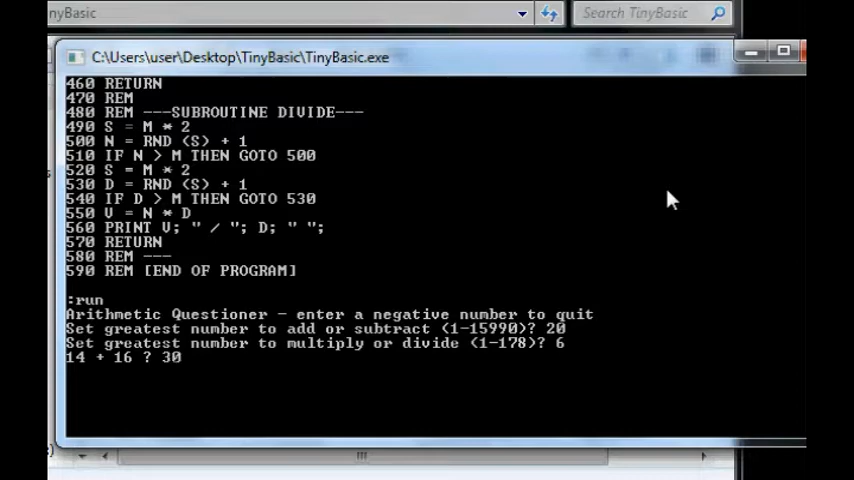 nyBasic
Search TinyBasic
C:\Users\user\Desktop\TinyBasic\TinyBasic.exe
460 RETURN
470 REM
480 REM ---SUBROUTINE DIVIDE---
490 S = M * 2
500 N = RND (S) + 1
510 IF N > M THEN GOTO 500
520 S = M * 2
530 D = RND (S) + 1
540 IF D > M THEN GOTO 530
550 V = N * D
560 PRINT V; " / "; D; " ";
570 RETURN
580 REM ---
590 REM [END OF PROGRAM]
:run
Arithmetic Questioner - enter a negative number to quit
Set greatest number to add or subtract (1-15990)? 20
Set greatest number to multiply or divide (1-178)? 6
14 + 16 ? 30